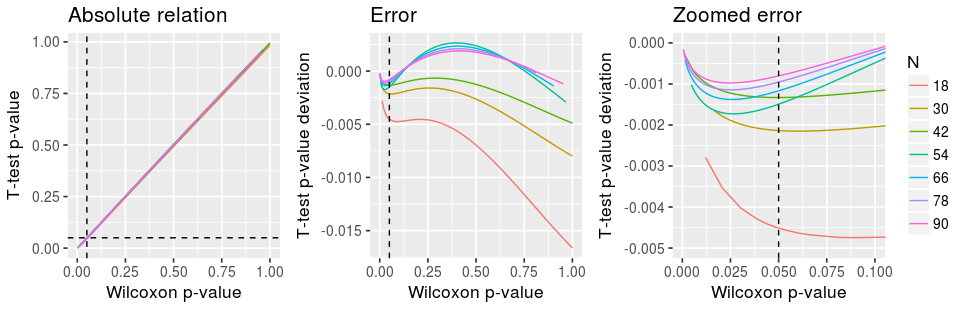 Absolute relation
T-test p-value
1.00
0.75
0.50
0.25
0.00
0.00 0.25 0.50 0.75 1.00
Wilcoxon p-value
Error
T-test p-value deviation
0.000
-0.005
-0.010
-0.015
0.00 0.25 0.50 0.75 1.00
Wilcoxon p-value
Zoomed error
T-test p-value deviation
0.000
-0.001
-0.002
-0.003
-0.004
-0.005
0.000 0.025 0.050 0.075 0.100
Wilcoxon p-value
N
18
30
42
54
66
78
90